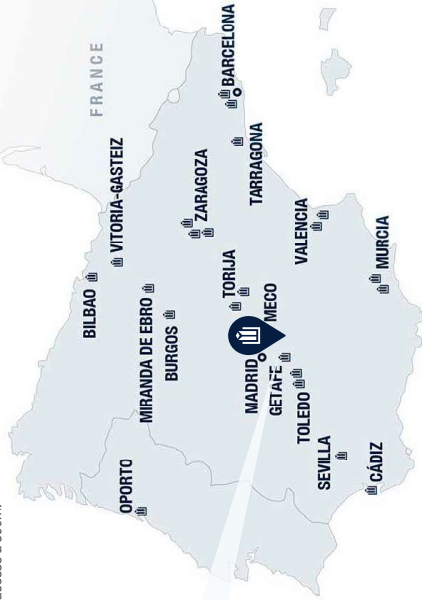 FRANCE
BILBAO
VITORIA-GASTEIZ
MIRANDA DE EBRO
BURGOS
ZARAGOZA
BARCELONA
TARRAGONA
OPORTO
TORIJA
MECO
MADRID
GETAFE
TOLEDO
VALENCIA
MURCIA
SEVILLA
CÁDIZ